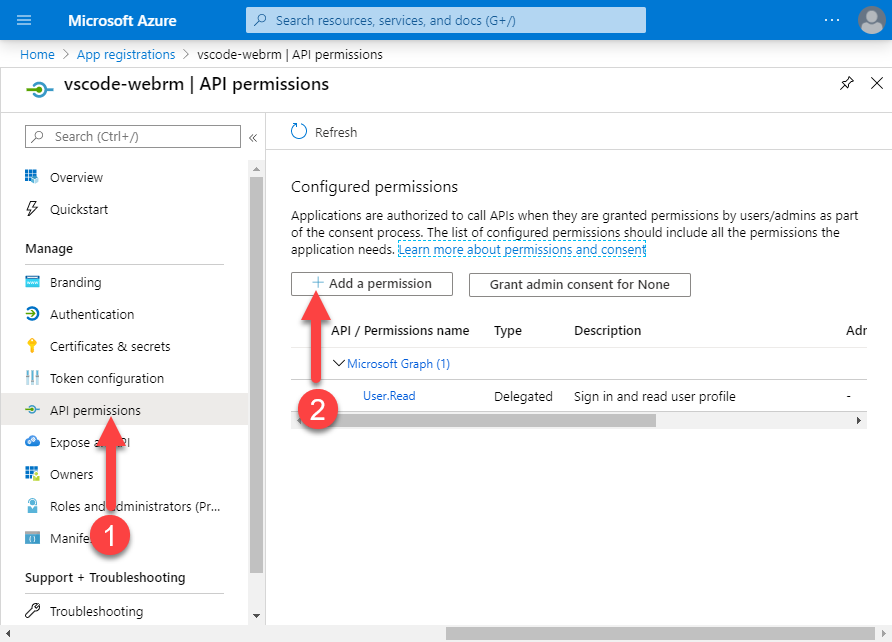 Microsoft Azure
Search resources, services, and docs (G+/)
Home > App registrations > vscode-webrm | API permissions
vscode-webrm | API permissions
Search (Ctrl+/)
«
Overview
Quickstart
Manage
Branding
Authentication
Certificates & secrets
Token configuration
API permissions
Expose an API
Owners
Roles and administrators (Pr...
Manifest
Support + Troubleshooting
Troubleshooting
Refresh
Configured permissions
Applications are authorized to call APIs when they are granted permissions by users/admins as part
of the consent process. The list of configured permissions should include all the permissions the
application needs. Learn more about permissions and consent
+ Add a permission
Grant admin consent for None
API / Permissions name Type Description Adr
Microsoft Graph (1)
User.Read Delegated Sign in and read user profile -
1
2